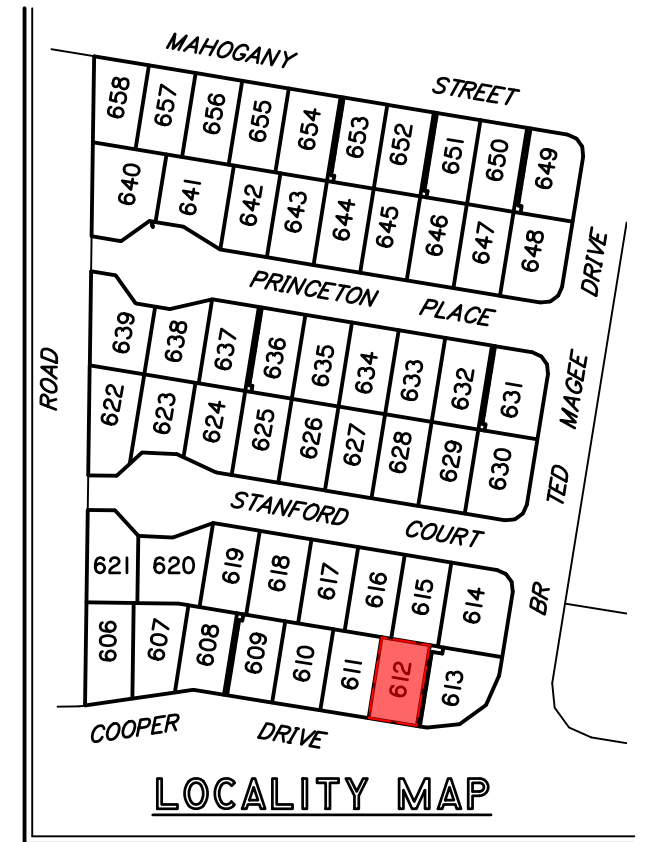 MAHOGANY STREET
658 657 656 655 654 653 652 651 650 649
640 641 642 643 644 645 646 647 648
DRIVE
PRINCETON PLACE
ROAD
639 638 637 636 635 634 633 632 631
MAGEE
622 623 624 625 626 627 628 629 630
TED
STANFORD COURT
621 620 619 618 617 616 615 614
BR
606 607 608 609 610 611 612 613
COOPER DRIVE
LOCALITY MAP